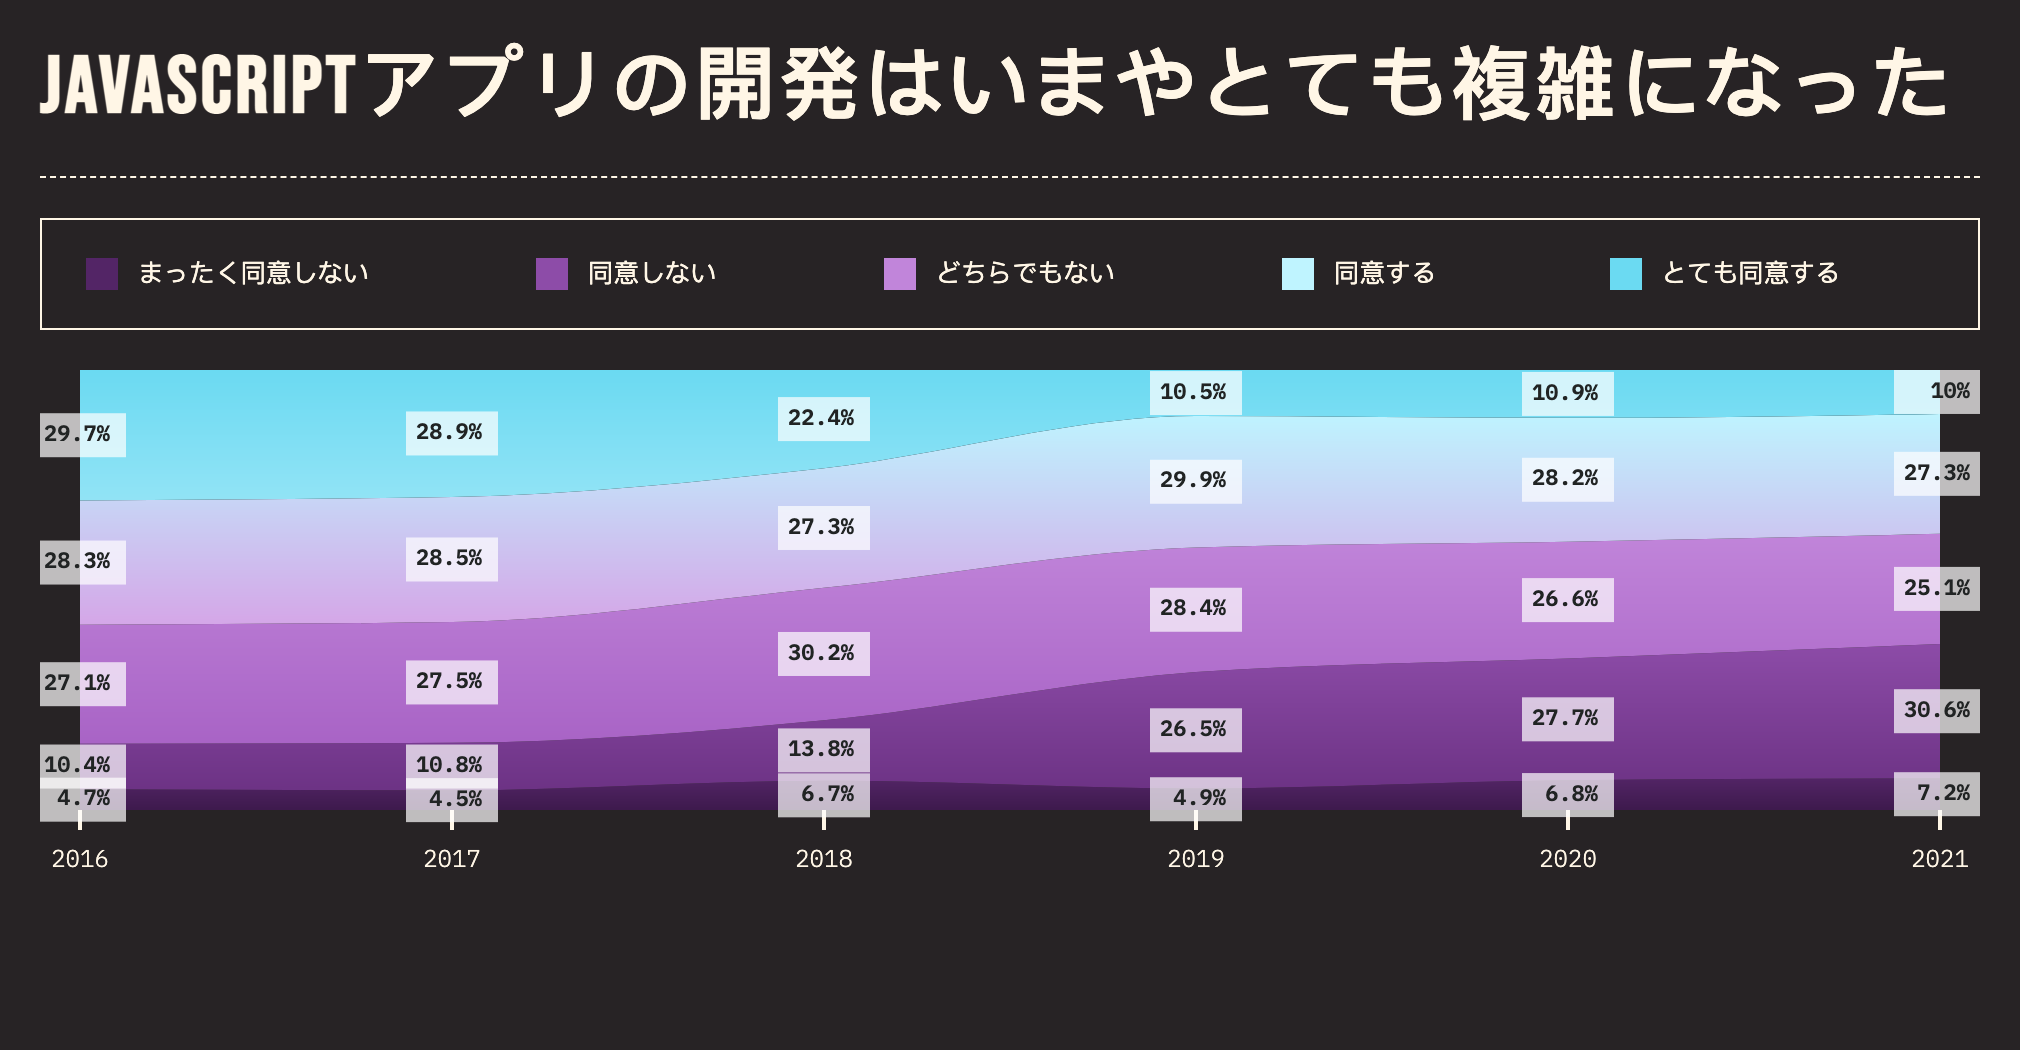 JAVASCRIPTアプリの開発はいまやとても複雑になった
まったく同意しない 同意しない どちらでもない 同意する とても同意する
29.7% 28.9% 22.4% 10.5% 10.9% 10%
28.3% 28.5% 27.3% 29.9% 28.2% 27.3%
27.1% 27.5% 30.2% 28.4% 26.6% 25.1%
10.4% 10.8% 13.8% 26.5% 27.7% 30.6%
4.7% 4.5% 6.7% 4.9% 6.8% 7.2%
2016 2017 2018 2019 2020 2021